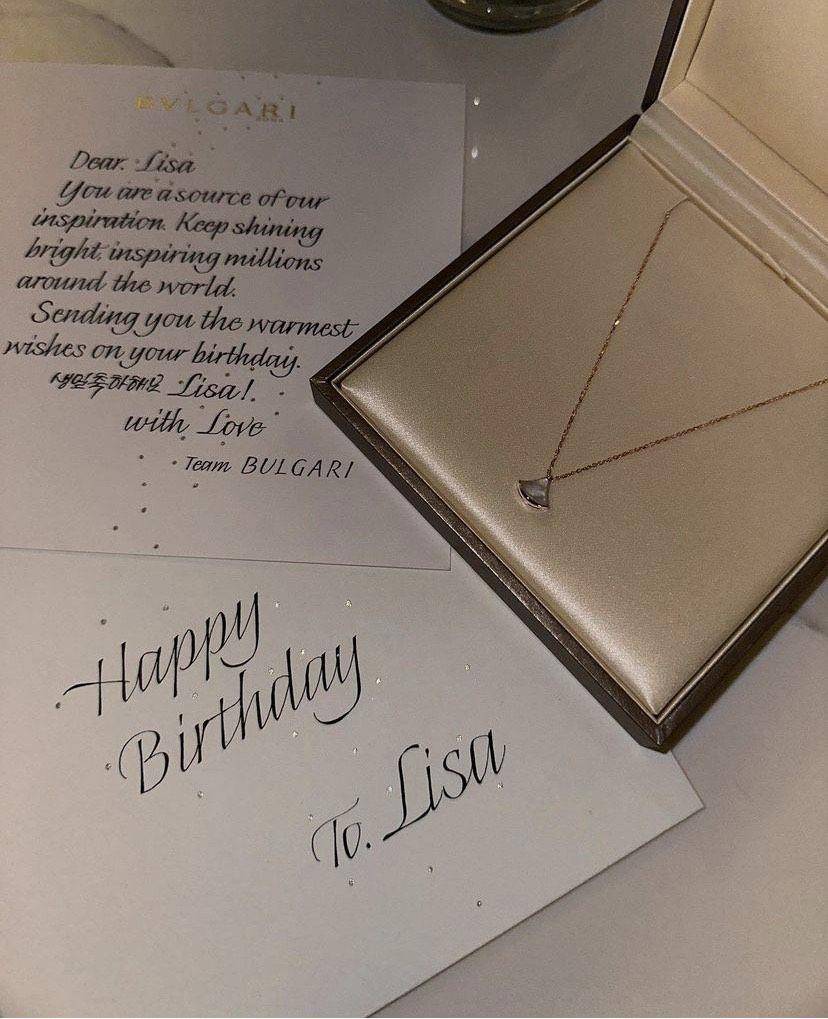 BVLGARI
Dear. Lisa
You are a source of our
inspiration. Keep shining
bright, inspiring millions
around the world.
Sending you the warmest
wishes on your birthday.
생일축하해요 Lisa!
with Love
Team BULGARI
Happy
Birthday
To. Lisa